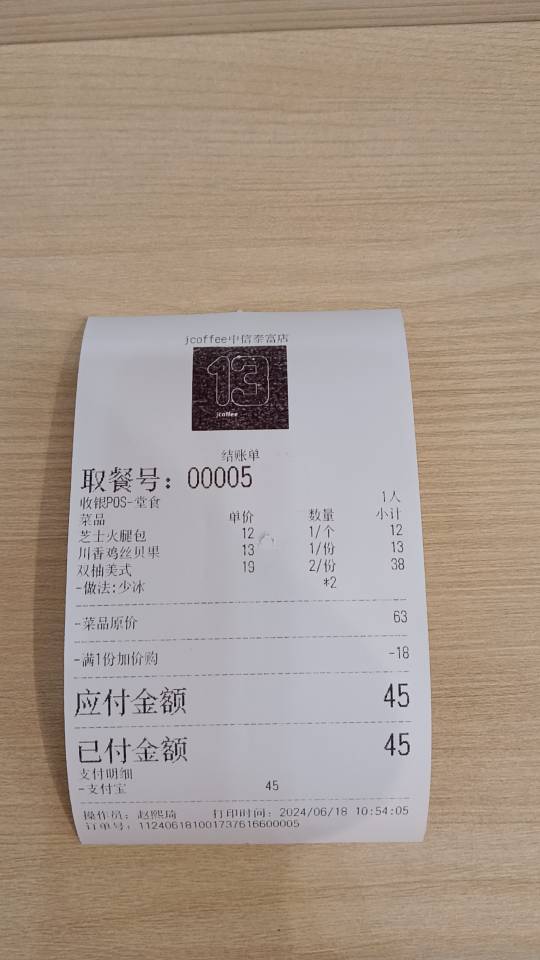 jcoffee中信泰富店
13
jcoffee
结账单
取餐号：00005
收银POS-堂食 1人
菜品 单价 数量 小计
芝士火腿包 12 1/个 12
川香鸡丝贝果 13 1/份 13
双柚美式 19 2/份 38
-做法:少冰 *2
-菜品原价 63
-满1份加价购 -18
应付金额 45
已付金额 45
支付明细
-支付宝 45
操作员：赵熙琦 打印时间：2024/06/18 10:54:05
订单号：112406181001737616600005